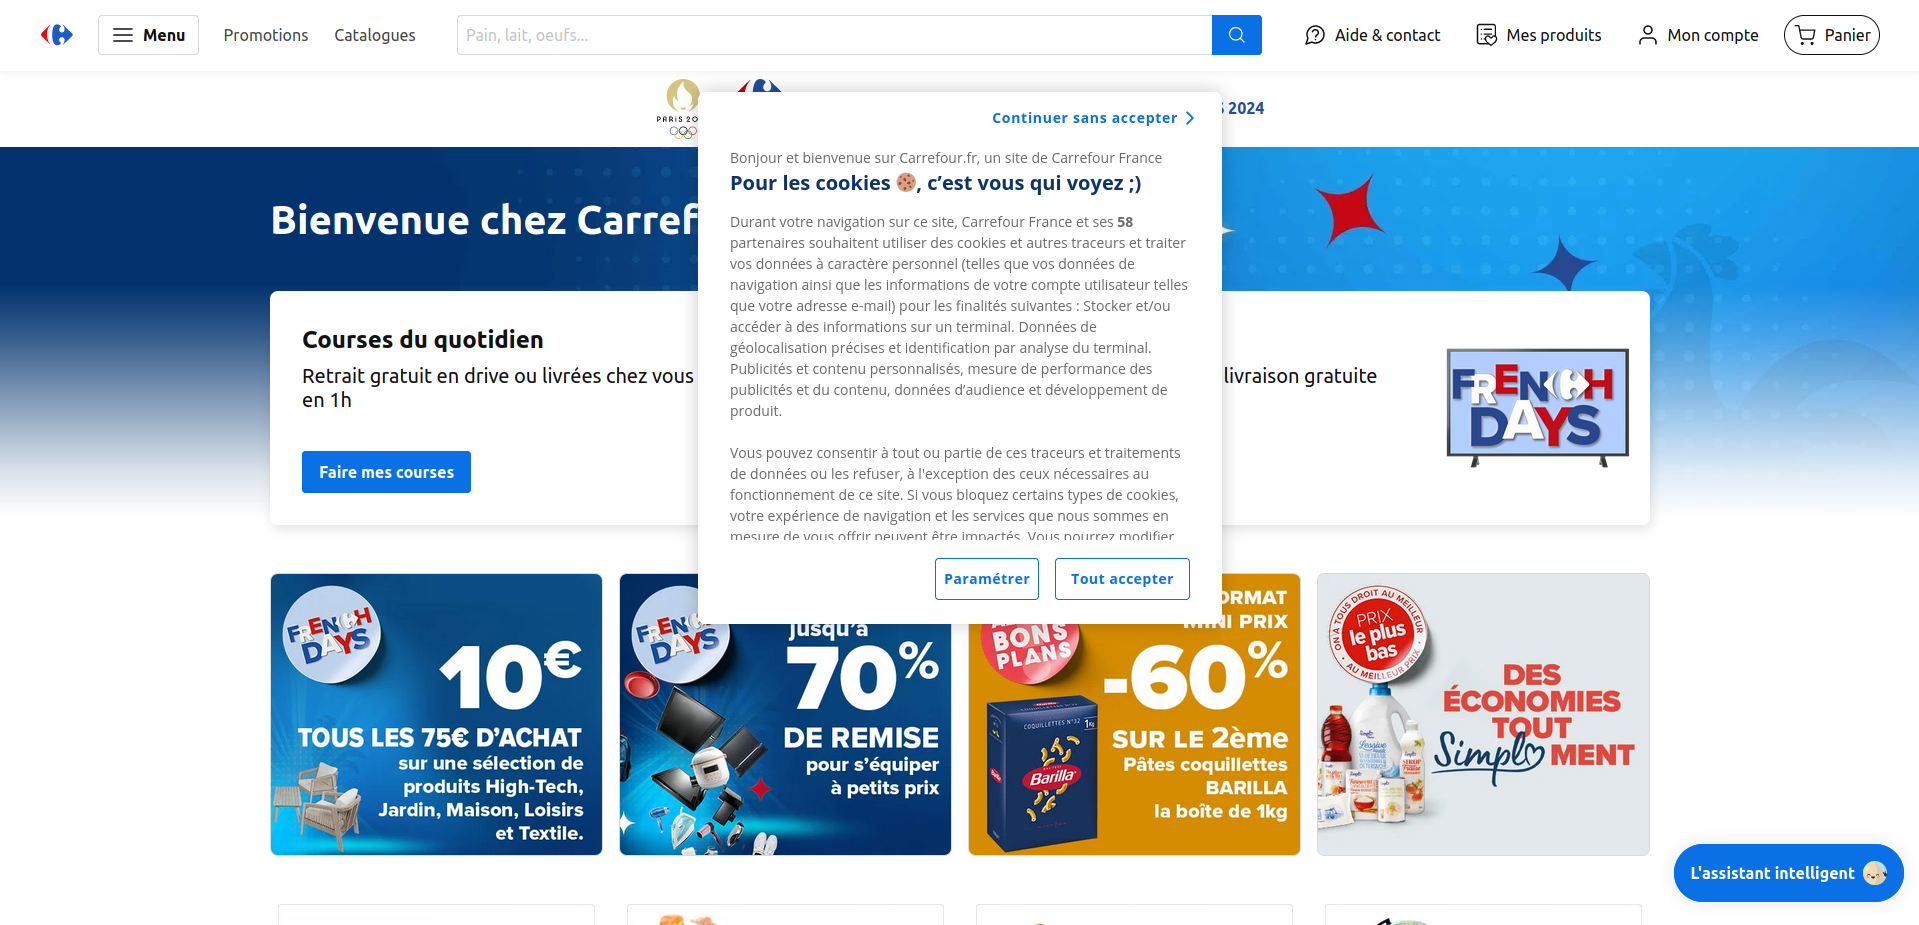 Menu
Promotions
Catalogues
Pain, lait, oeufs...
Aide & contact
Mes produits
Mon compte
Panier
2024
Continuer sans accepter
Bonjour et bienvenue sur Carrefour.fr, un site de Carrefour France
Pour les cookies 🍪, c’est vous qui voyez ;)
Durant votre navigation sur ce site, Carrefour France et ses 58
partenaires souhaitent utiliser des cookies et autres traceurs et traiter
vos données à caractère personnel (telles que vos données de
navigation ainsi que les informations de votre compte utilisateur telles
que votre adresse e-mail) pour les finalités suivantes : Stocker et/ou
accéder à des informations sur un terminal. Données de
géolocalisation précises et identification par analyse du terminal.
Publicités et contenu personnalisés, mesure de performance des
publicités et du contenu, données d’audience et développement de
produit.
Vous pouvez consentir à tout ou partie de ces traceurs et traitements
de données ou les refuser, à l'exception des ceux nécessaires au
fonctionnement de ce site. Si vous bloquez certains types de cookies,
votre expérience de navigation et les services que nous sommes en
mesure de vous offrir peuvent être impactés. Vous pourrez modifier
Paramétrer
Tout accepter
PARIS 20
Bienvenue chez Carref
Courses du quotidien
Retrait gratuit en drive ou livrées chez vous
en 1h
Faire mes courses
livraison gratuite
FRENCH
DAYS
FRENCH
DAYS
10€
TOUS LES 75€ D’ACHAT
sur une sélection de
produits High-Tech,
Jardin, Maison, Loisirs
et Textile.
FRENCH
DAYS
jusqu'à
70%
DE REMISE
pour s’équiper
à petits prix
BONS
PLANS
ORMAT
MINI PRIX
-60%
SUR LE 2ème
Pâtes coquillettes
BARILLA
la boîte de 1kg
COQUILLETTES N°32
1Kg
Barilla
ON A TOUS DROIT AU MEILLEUR
PRIX
le plus
bas
AU MEILLEUR PRIX
DES
ÉCONOMIES
TOUT
Simpl MENT
Lessive
SIROP
L'assistant intelligent